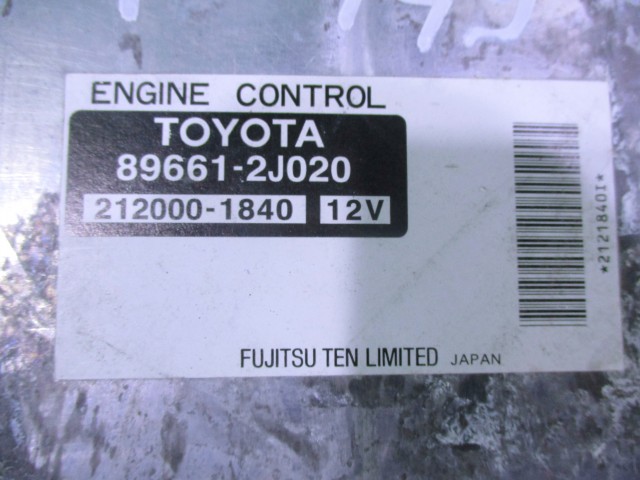 ENGINE CONTROL
TOYOTA
89661-2J020
212000-1840 12V
*2121840I*
FUJITSU TEN LIMITED JAPAN